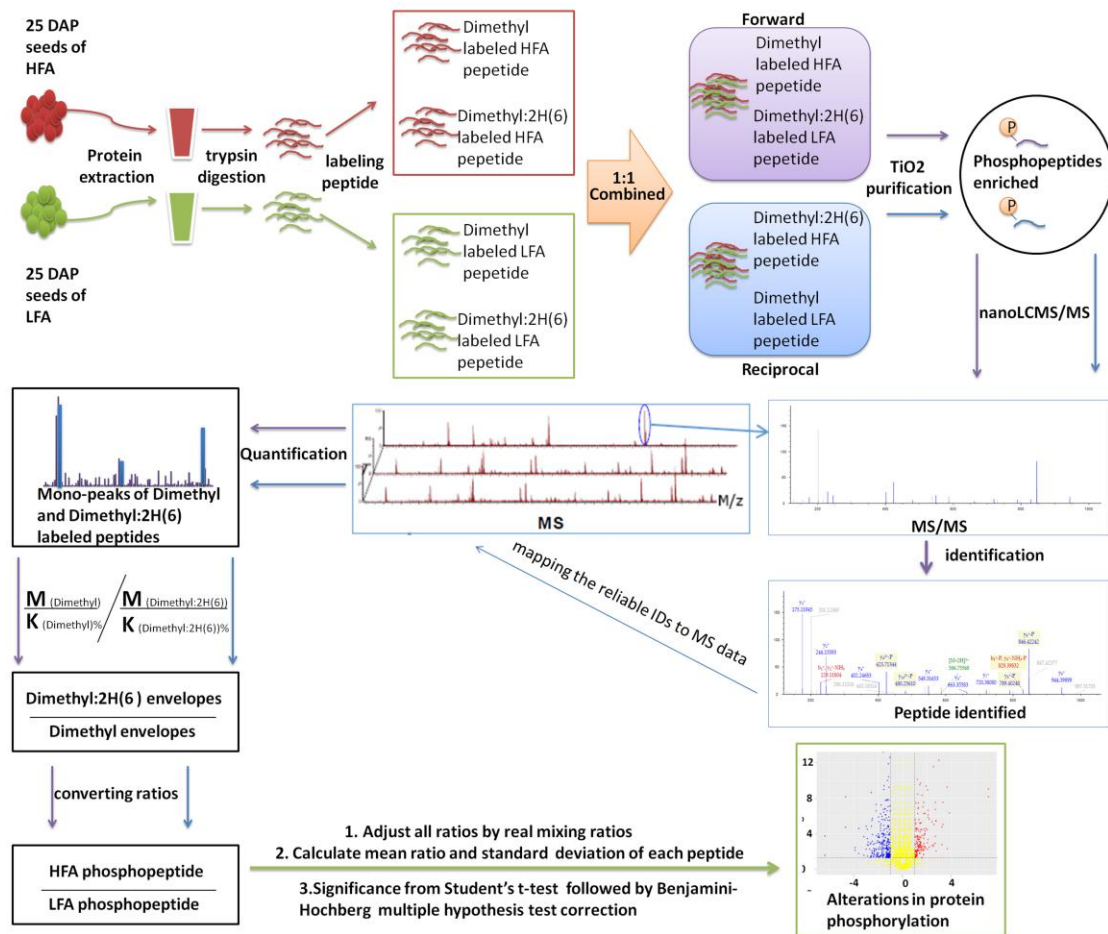 25 DAP
seeds of
HFA
Protein
extraction
trypsin
digestion
labeling
peptide
25 DAP
seeds of
LFA
Dimethyl
labeled HFA
pepetide
Dimethyl:2H(6)
labeled HFA
pepetide
Dimethyl
labeled LFA
pepetide
Dimethyl:2H(6)
labeled LFA
pepetide
1:1
Combined
Forward
Dimethyl
labeled HFA
pepetide
Dimethyl:2H(6)
labeled LFA
pepetide
Dimethyl:2H(6)
labeled HFA
pepetide
Dimethyl
labeled LFA
pepetide
Reciprocal
TiO2
purification
P
Phosphopeptides
enriched
P
nanoLCMS/MS
Mono-peaks of Dimethyl
and Dimethyl:2H(6)
labeled peptides
Quantification
M/z
MS
200 400 600 800 1000
MS/MS
identification
mapping the reliable IDs to MS data
Peptide identified
M (Dimethyl) / M (Dimethyl:2H(6))
K (Dimethyl)% K (Dimethyl:2H(6))%
Dimethyl:2H(6) envelopes
Dimethyl envelopes
converting ratios
HFA phosphopeptide
LFA phosphopeptide
1. Adjust all ratios by real mixing ratios
2. Calculate mean ratio and standard deviation of each peptide
3.Significance from Student's t-test followed by Benjamini-
Hochberg multiple hypothesis test correction
12
8
4
0
-4 0 4
Alterations in protein
phosphorylation